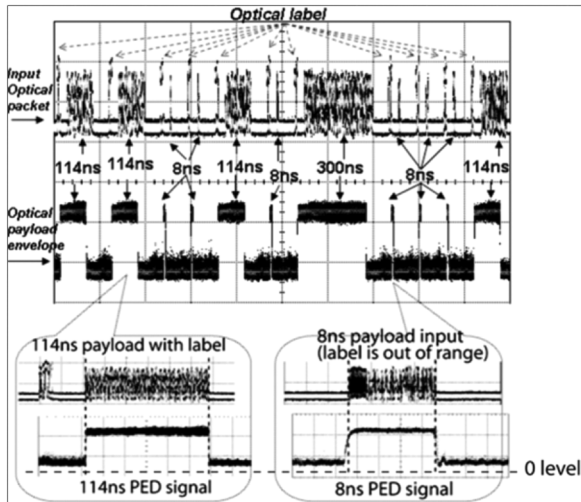 Optical label
Input
Optical
packet
114ns
114ns
8ns
114ns
8ns
300ns
8ns
114ns
Optical
payload
envelope
114ns payload with label
8ns payload input
(label is out of range)
0 level
114ns PED signal
8ns PED signal